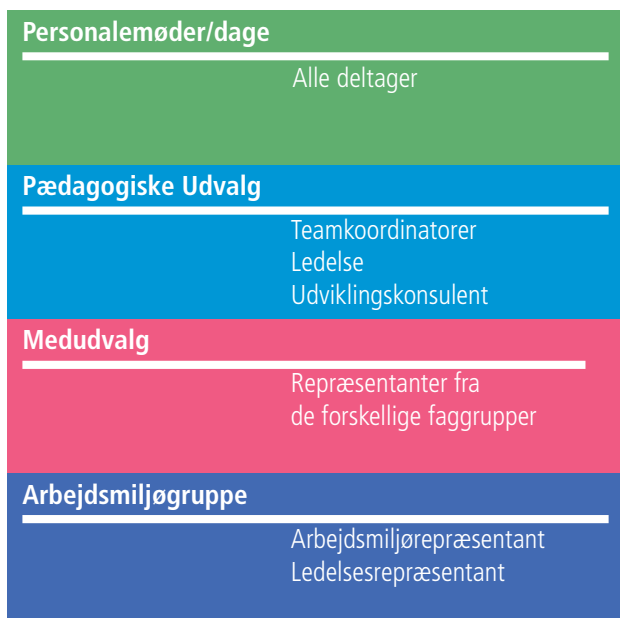 Personalemøder/dage
Alle deltager
Pædagogiske Udvalg
Teamkoordinatorer
Ledelse
Udviklingskonsulent
Medudvalg
Repræsentanter fra
de forskellige faggrupper
Arbejdsmiljøgruppe
Arbejdsmiljørepræsentant
Ledelsesrepræsentant